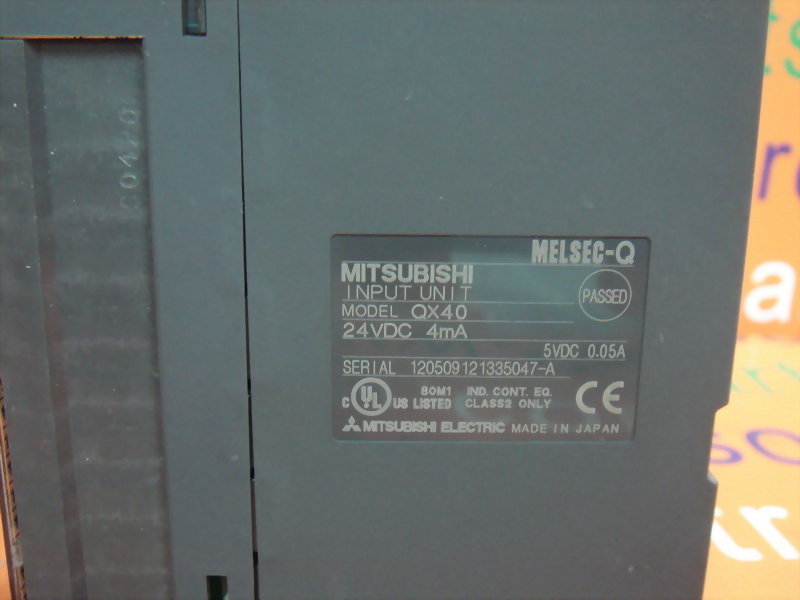 MELSEC-Q
MITSUBISHI
INPUT UNIT
PASSED
MODEL QX40
24VDC 4mA
5VDC 0.05A
SERIAL 120509121335047-A
C UL US LISTED 80M1 IND. CONT. EQ. CLASS2 ONLY CE
MITSUBISHI ELECTRIC MADE IN JAPAN